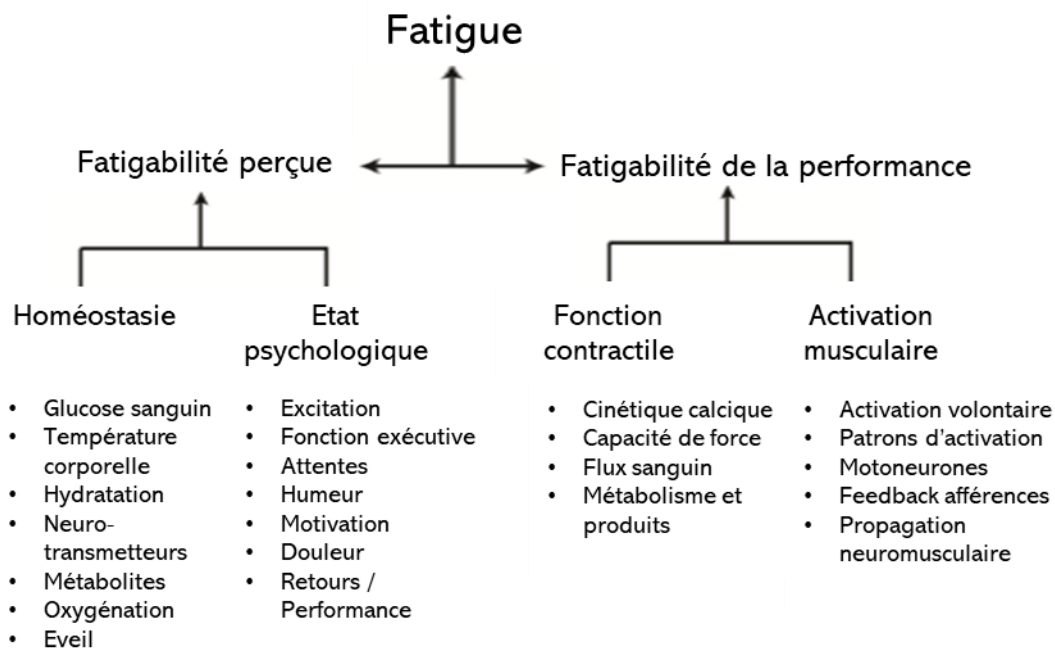 Fatigue
Fatigabilité perçue
Fatigabilité de la performance
Homéostasie
Etat
psychologique
Fonction
contractile
Activation
musculaire
• Glucose sanguin
• Température
corporelle
• Hydratation
• Neuro-
transmetteurs
• Métabolites
• Oxygénation
• Eveil
• Excitation
• Fonction exécutive
• Attentes
• Humeur
• Motivation
• Douleur
• Retours /
Performance
• Cinétique calcique
• Capacité de force
• Flux sanguin
• Métabolisme et
produits
• Activation volontaire
• Patrons d’activation
• Motoneurones
• Feedback afférences
• Propagation
neuromusculaire